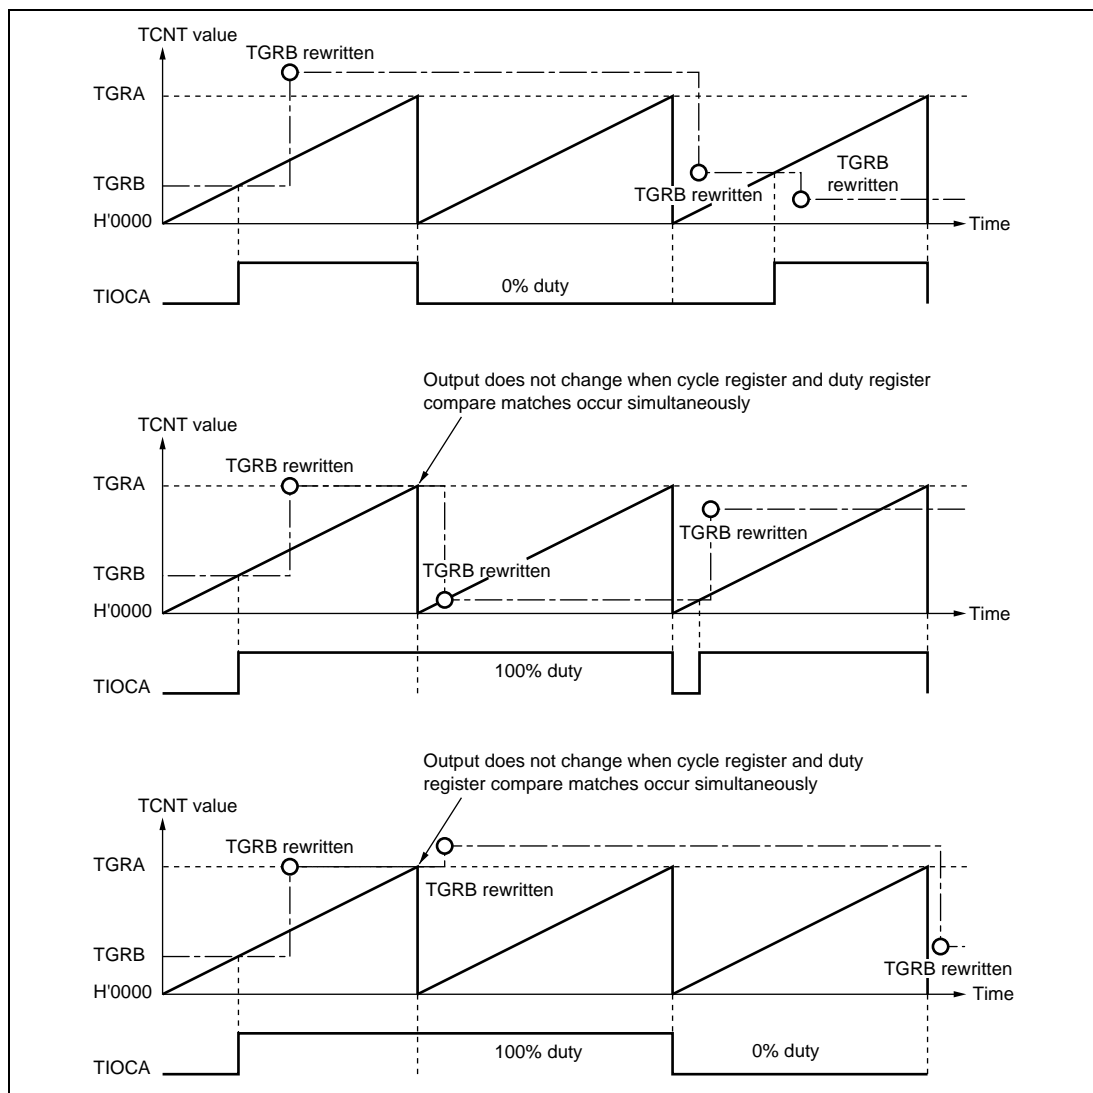 TCNT value
TGRB rewritten
TGRA
TGRB
TGRB rewritten
TGRB
rewritten
H'0000
Time
TIOCA
0% duty
Output does not change when cycle register and duty register
compare matches occur simultaneously
TCNT value
TGRB rewritten
TGRA
TGRB rewritten
TGRB
TGRB rewritten
H'0000
Time
TIOCA
100% duty
Output does not change when cycle register and duty
register compare matches occur simultaneously
TCNT value
TGRB rewritten
TGRA
TGRB rewritten
TGRB
TGRB rewritten
H'0000
Time
TIOCA
100% duty
0% duty